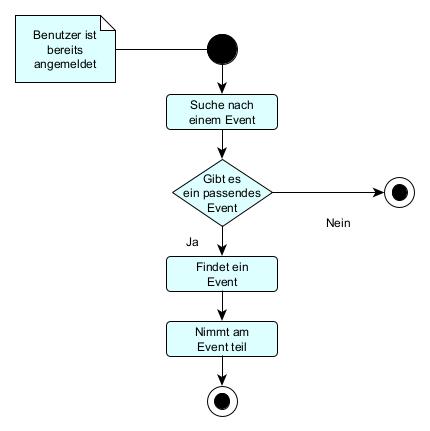 Benutzer ist
bereits
angemeldet
Suche nach
einem Event
Gibt es
ein passendes
Event
Nein
Ja
Findet ein
Event
Nimmt am
Event teil